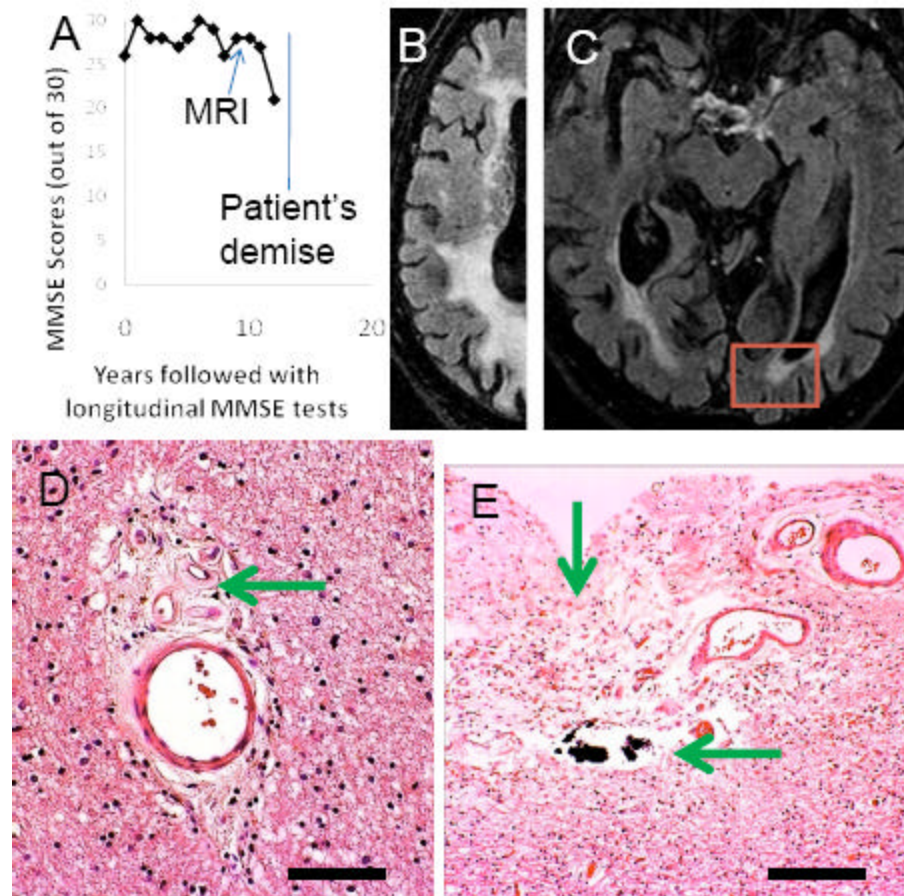 A
30
25
20
15
10
5
0
0
10
20
MMSE Scores (out of 30)
MRI
Patient's
demise
Years followed with
longitudinal MMSE tests
B
C
D
E